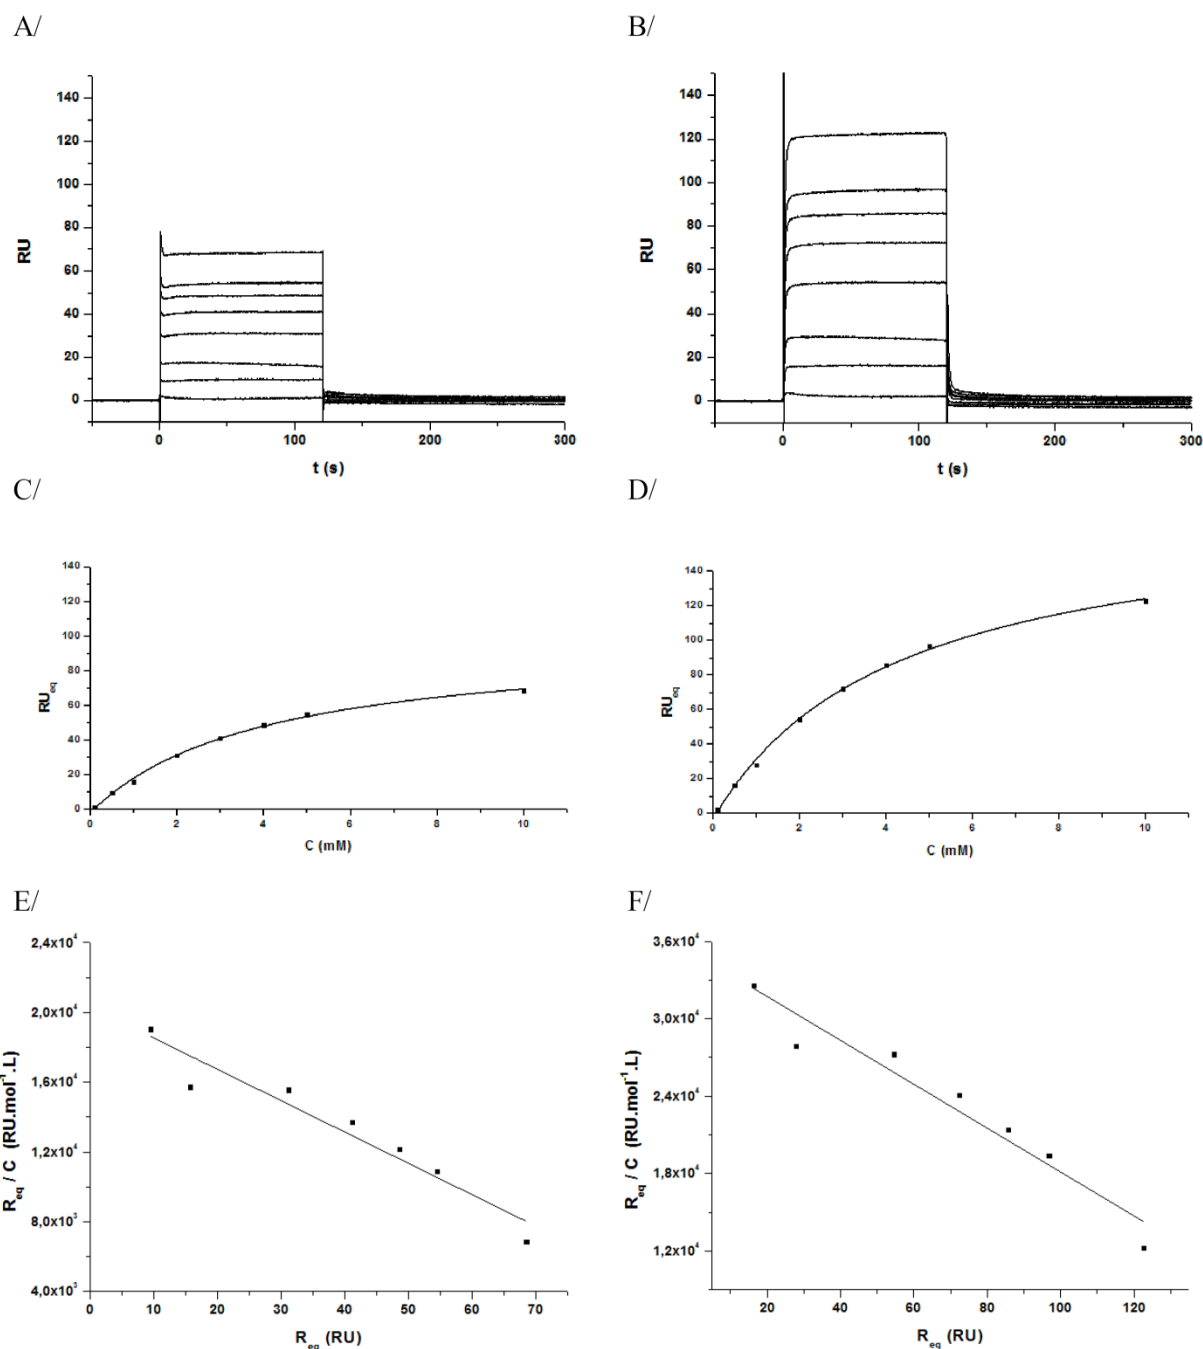 A/
B/
140
120
100
80
60
40
20
0
RU
0
100
200
300
t (s)
140
120
100
80
60
40
20
0
RU
0
100
200
300
t (s)
C/
D/
140
120
100
80
60
40
20
0
RUeq
0
2
4
6
8
10
C (mM)
140
120
100
80
60
40
20
0
RUeq
0
2
4
6
8
10
C (mM)
E/
F/
2,4x10⁴
2,0x10⁴
1,6x10⁴
1,2x10⁴
8,0x10³
4,0x10³
Req / C (RU.mol⁻¹.L)
0
10
20
30
40
50
60
70
Req (RU)
3,6x10⁴
3,0x10⁴
2,4x10⁴
1,8x10⁴
1,2x10⁴
Req / C (RU.mol⁻¹.L)
20
40
60
80
100
120
Req (RU)